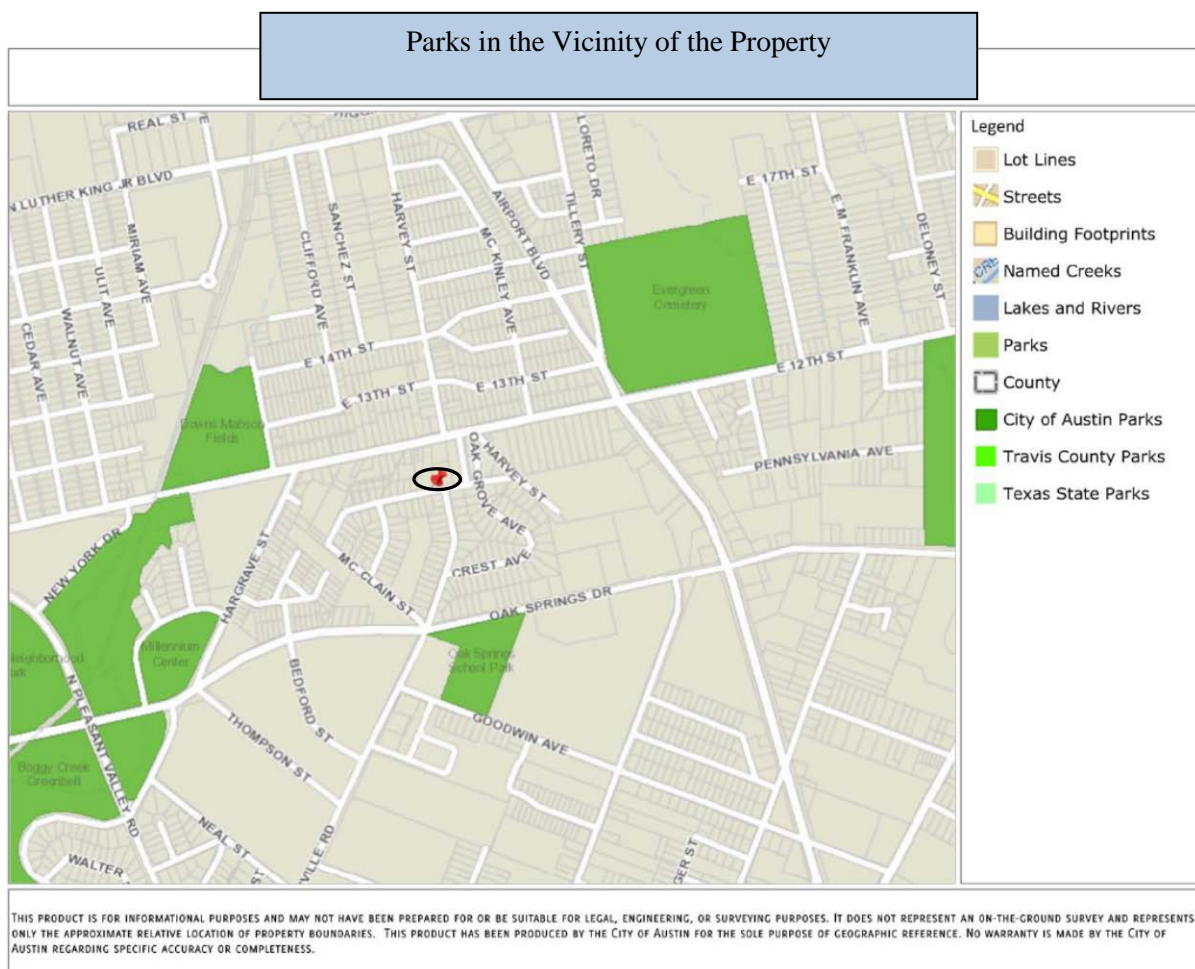 Parks in the Vicinity of the Property
REAL ST
N LUTHER KING JR BLVD
MIRIAM AVE
ULIT AVE
WALNUT AVE
CEDAR AVE
CLIFFORD AVE
SANCHEZ ST
HARVEY ST
MC KINLEY AVE
AIRPORT BLVD
TILLERY ST
LORETO DR
E 17TH ST
E M FRANKLIN AVE
DELONEY ST
Evergreen
Cemetery
E 14TH ST
E 13TH ST
E 13TH ST
E 12TH ST
Downs Mabson
Fields
OAK GROVE AVE
HARVEY ST
PENNSYLVANIA AVE
NEW YORK DR
HARGRAVE ST
MC CLAIN ST
CREST AVE
OAK SPRINGS DR
Millennium
Center
Oak Springs
School Park
N PLEASANT VALLEY RD
BEDFORD ST
THOMPSON ST
GOODWIN AVE
Boggy Creek
Greenbelt
NEAL ST
WALTER
VILLE RD
GER ST
Legend
Lot Lines
Streets
Building Footprints
Named Creeks
Lakes and Rivers
Parks
County
City of Austin Parks
Travis County Parks
Texas State Parks
THIS PRODUCT IS FOR INFORMATIONAL PURPOSES AND MAY NOT HAVE BEEN PREPARED FOR OR BE SUITABLE FOR LEGAL, ENGINEERING, OR SURVEYING PURPOSES. IT DOES NOT REPRESENT AN ON-THE-GROUND SURVEY AND REPRESENTS
ONLY THE APPROXIMATE RELATIVE LOCATION OF PROPERTY BOUNDARIES. THIS PRODUCT HAS BEEN PRODUCED BY THE CITY OF AUSTIN FOR THE SOLE PURPOSE OF GEOGRAPHIC REFERENCE. NO WARRANTY IS MADE BY THE CITY OF
AUSTIN REGARDING SPECIFIC ACCURACY OR COMPLETENESS.